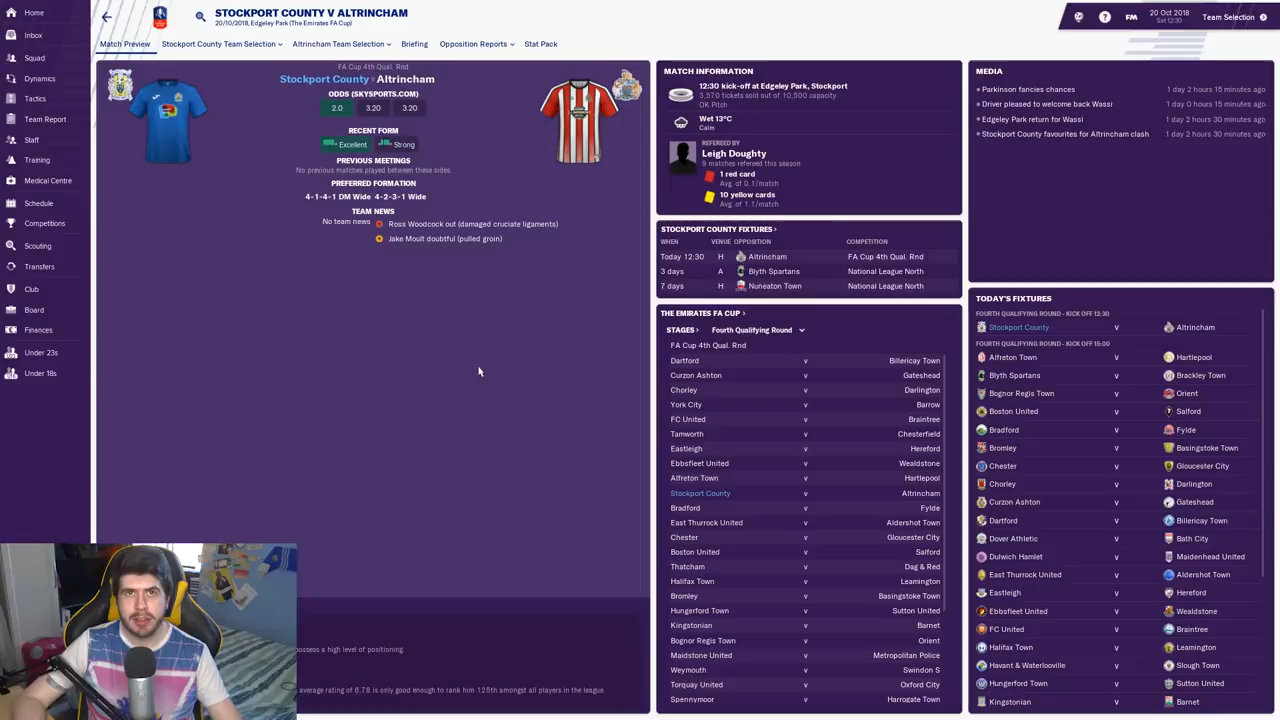 Home
Inbox
Squad
Dynamics
Tactics
Team Report
Staff
Training
Medical Centre
Schedule
Competitions
Scouting
Transfers
Club
Board
Finances
Under 23s
Under 18s
STOCKPORT COUNTY V ALTRINCHAM
20/10/2018, Edgeley Park (The Emirates FA Cup)
? FM
20 Oct 2018
Sat 12:30
Team Selection
Match Preview Stockport County Team Selection Altrincham Team Selection Briefing Opposition Reports Stat Pack
FA Cup 4th Qual. Rnd
Stockport County v Altrincham
ODDS (SKYSPORTS.COM)
2.0 3.20 3.20
RECENT FORM
Excellent Strong
PREVIOUS MEETINGS
No previous matches played between these sides.
PREFERRED FORMATION
4-1-4-1 DM Wide 4-2-3-1 Wide
TEAM NEWS
No team news Ross Woodcock out (damaged cruciate ligaments)
Jake Moult doubtful (pulled groin)
possess a high level of positioning.
average rating of 6.78 is only good enough to rank him 125th amongst all players in the league.
MATCH INFORMATION
12:30 kick-off at Edgeley Park, Stockport
3,570 tickets sold out of 10,500 capacity
OK Pitch
Wet 13°C
Calm
REFEREED BY
Leigh Doughty
9 matches refereed this season
1 red card
Avg. of 0.1/match
10 yellow cards
Avg. of 1.1/match
STOCKPORT COUNTY FIXTURES
WHEN VENUE OPPOSITION COMPETITION
Today 12:30 H Altrincham FA Cup 4th Qual. Rnd
3 days A Blyth Spartans National League North
7 days H Nuneaton Town National League North
THE EMIRATES FA CUP
STAGES Fourth Qualifying Round
FA Cup 4th Qual. Rnd
Dartford v Billericay Town
Curzon Ashton v Gateshead
Chorley v Darlington
York City v Barrow
FC United v Braintree
Tamworth v Chesterfield
Eastleigh v Hereford
Ebbsfleet United v Wealdstone
Alfreton Town v Hartlepool
Stockport County v Altrincham
Bradford v Fylde
East Thurrock United v Aldershot Town
Chester v Gloucester City
Boston United v Salford
Thatcham v Dag & Red
Halifax Town v Leamington
Bromley v Basingstoke Town
Hungerford Town v Sutton United
Kingstonian v Barnet
Bognor Regis Town v Orient
Maidstone United v Metropolitan Police
Weymouth v Swindon S
Torquay United v Oxford City
Spennymoor v Harrogate Town
MEDIA
Parkinson fancies chances 1 day 2 hours 15 minutes ago
Driver pleased to welcome back Wassi 1 day 0 hours 15 minutes ago
Edgeley Park return for Wassi 1 day 2 hours 30 minutes ago
Stockport County favourites for Altrincham clash 1 day 2 hours 30 minutes ago
TODAY'S FIXTURES
FOURTH QUALIFYING ROUND - KICK OFF 12:30
Stockport County v Altrincham
FOURTH QUALIFYING ROUND - KICK OFF 15:00
Alfreton Town v Hartlepool
Blyth Spartans v Brackley Town
Bognor Regis Town v Orient
Boston United v Salford
Bradford v Fylde
Bromley v Basingstoke Town
Chester v Gloucester City
Chorley v Darlington
Curzon Ashton v Gateshead
Dartford v Billericay Town
Dover Athletic v Bath City
Dulwich Hamlet v Maidenhead United
East Thurrock United v Aldershot Town
Eastleigh v Hereford
Ebbsfleet United v Wealdstone
FC United v Braintree
Halifax Town v Leamington
Havant & Waterlooville v Slough Town
Hungerford Town v Sutton United
Kingstonian v Barnet